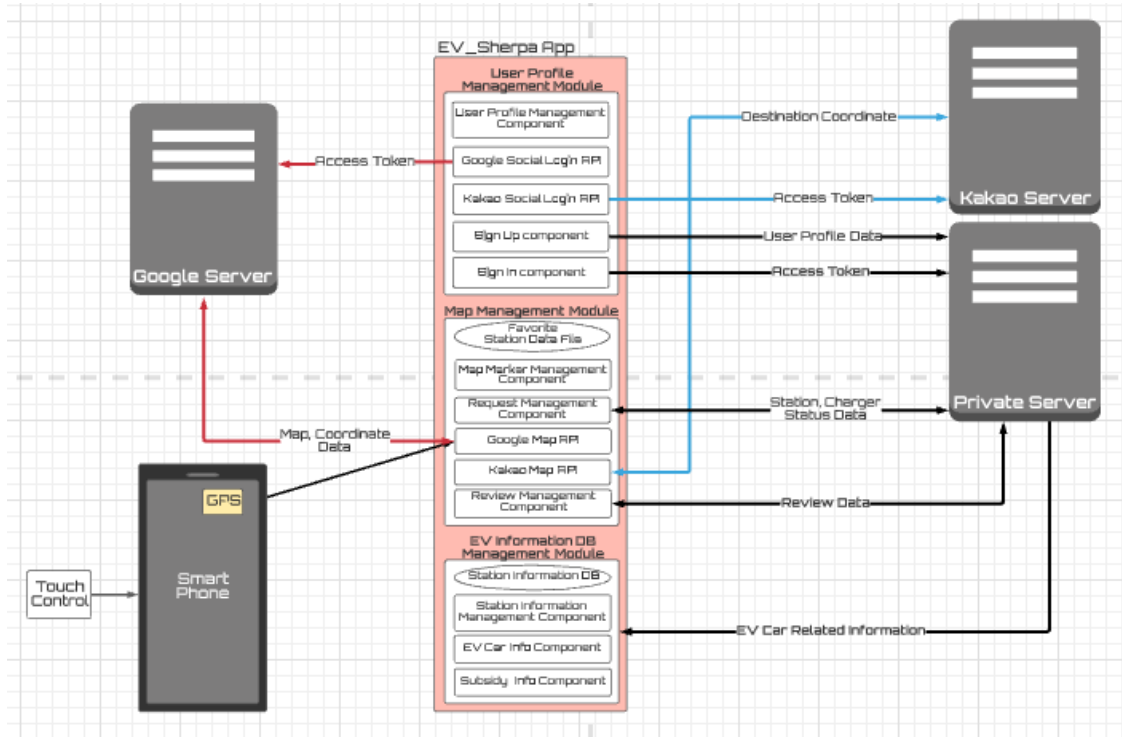 EV_Sherpa App
User Profile
Management Module
User Profile Management
Component
Google Social Login API
Kakao Social Login API
Sign Up component
Sign In component
Map Management Module
Favorite
Station Data File
Map Marker Management
Component
Request Management
Component
Google Map API
Kakao Map API
Review Management
Component
EV Information DB
Management Module
Station Information DB
Station Information
Management Component
EV Car Info Component
Subsidy Info Component
Google Server
Access Token
Map, Coordinate
Data
GPS
Smart
Phone
Touch
Control
Destination Coordinate
Kakao Server
Access Token
User Profile Data
Access Token
Private Server
Station, Charger
Status Data
Review Data
EV Car Related Information